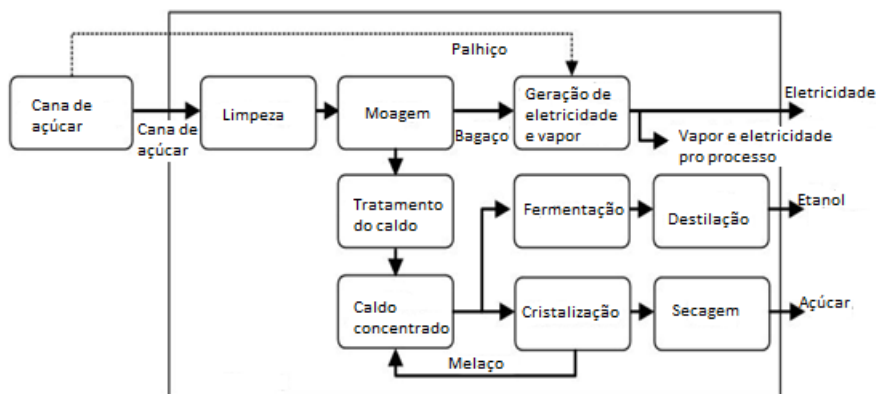 Palhiço
Cana de
açúcar
Cana de
açúcar
Limpeza
Moagem
Bagaço
Geração de
eletricidade
e vapor
Eletricidade
Vapor e eletricidade
pro processo
Tratamento
do caldo
Fermentação
Destilação
Etanol
Caldo
concentrado
Cristalização
Secagem
Açúcar
Melaço